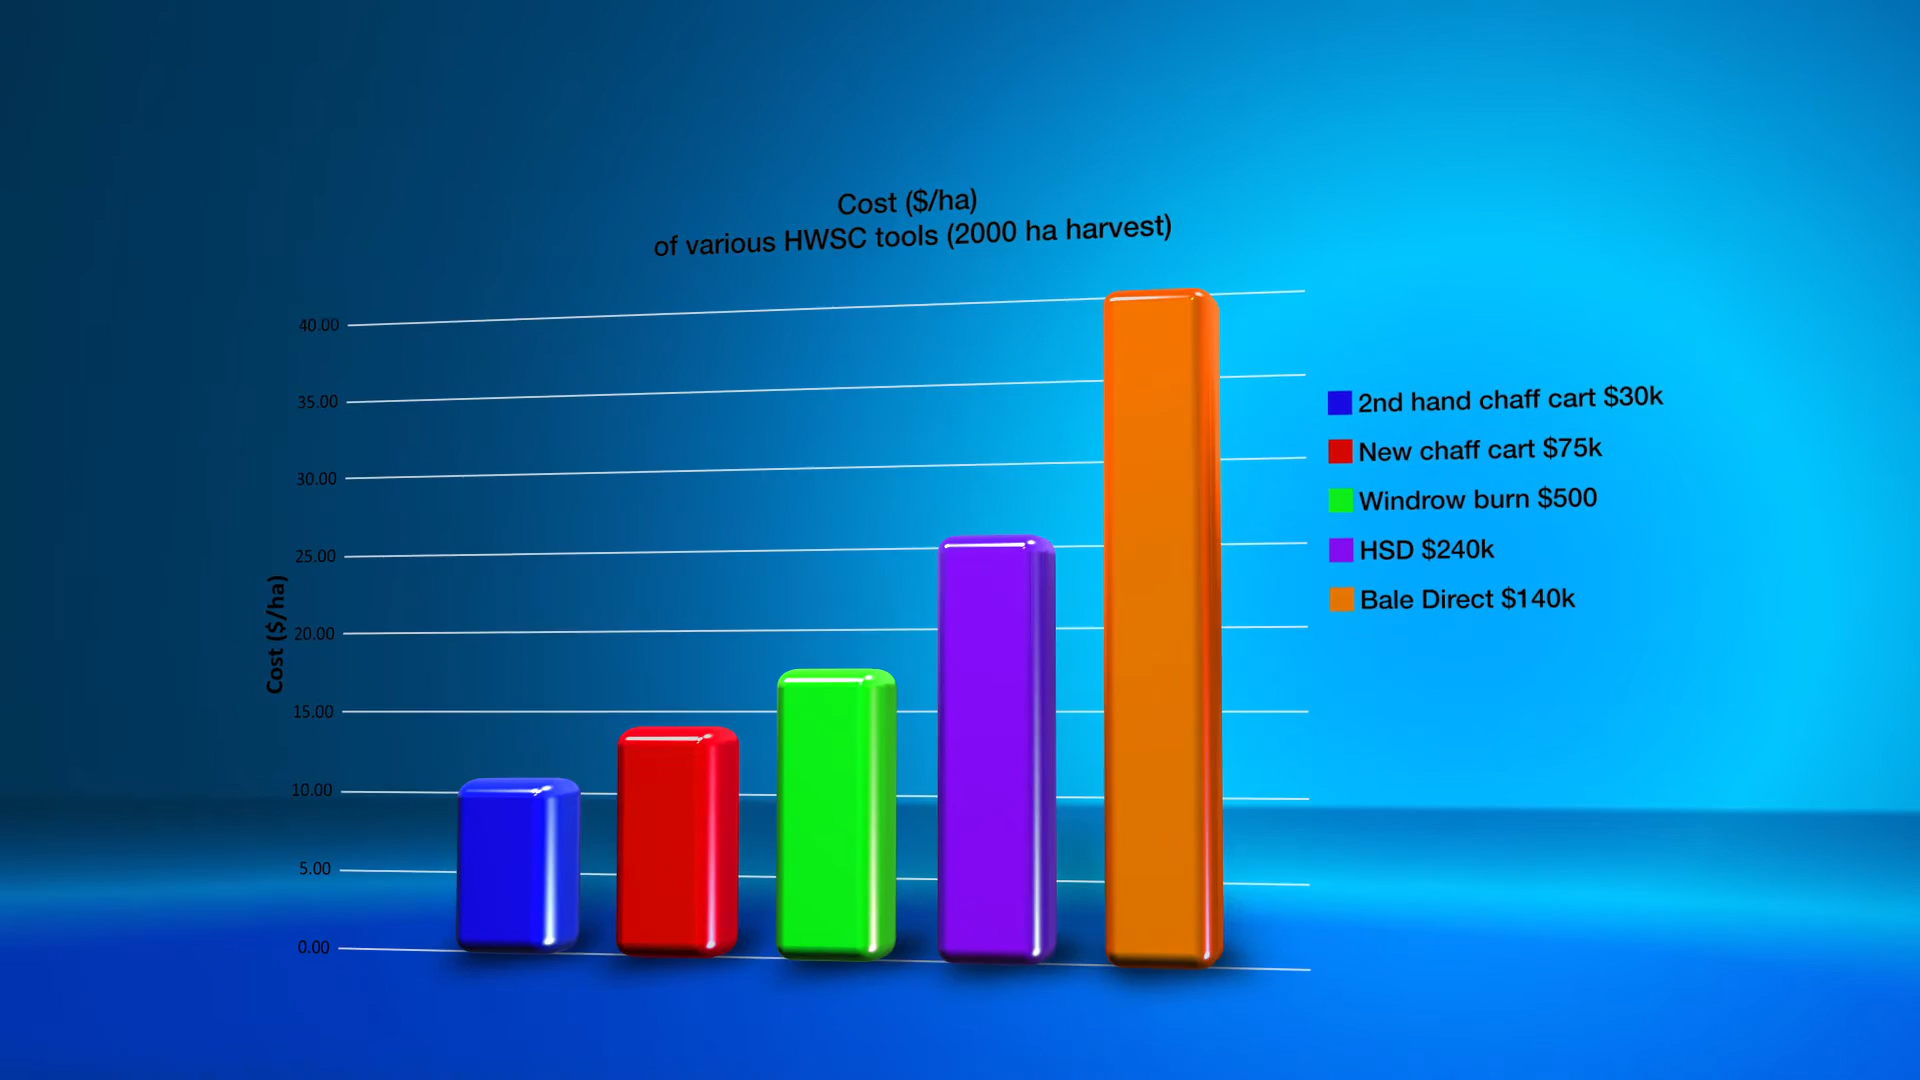 Cost ($/ha)
of various HWSC tools (2000 ha harvest)
40.00
35.00
30.00
25.00
20.00
15.00
10.00
5.00
0.00
Cost ($/ha)
2nd hand chaff cart $30k
New chaff cart $75k
Windrow burn $500
HSD $240k
Bale Direct $140k